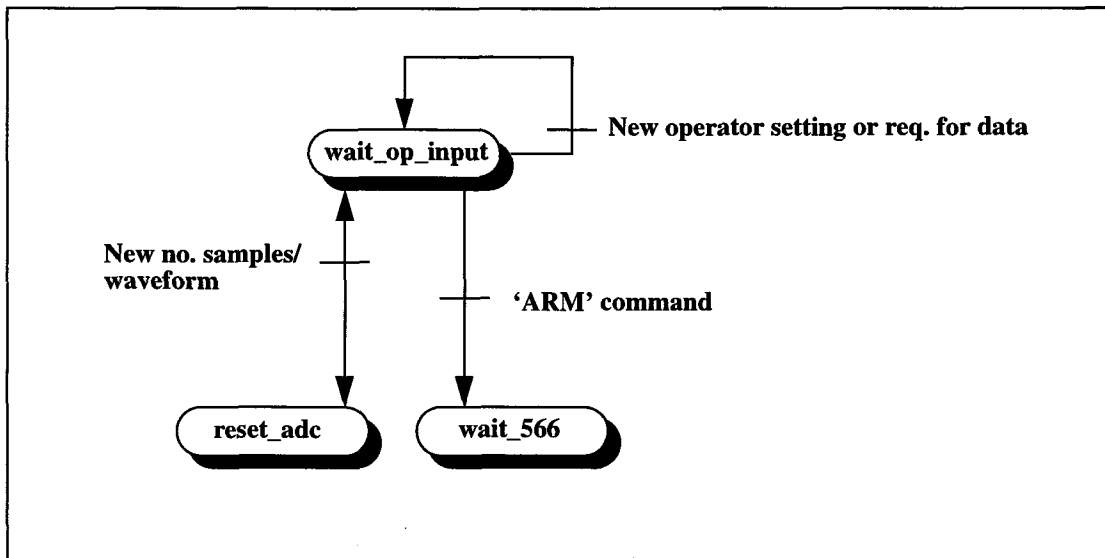 wait_op_input
New operator setting or req. for data
New no. samples/
waveform
‘ARM’ command
reset_adc
wait_566